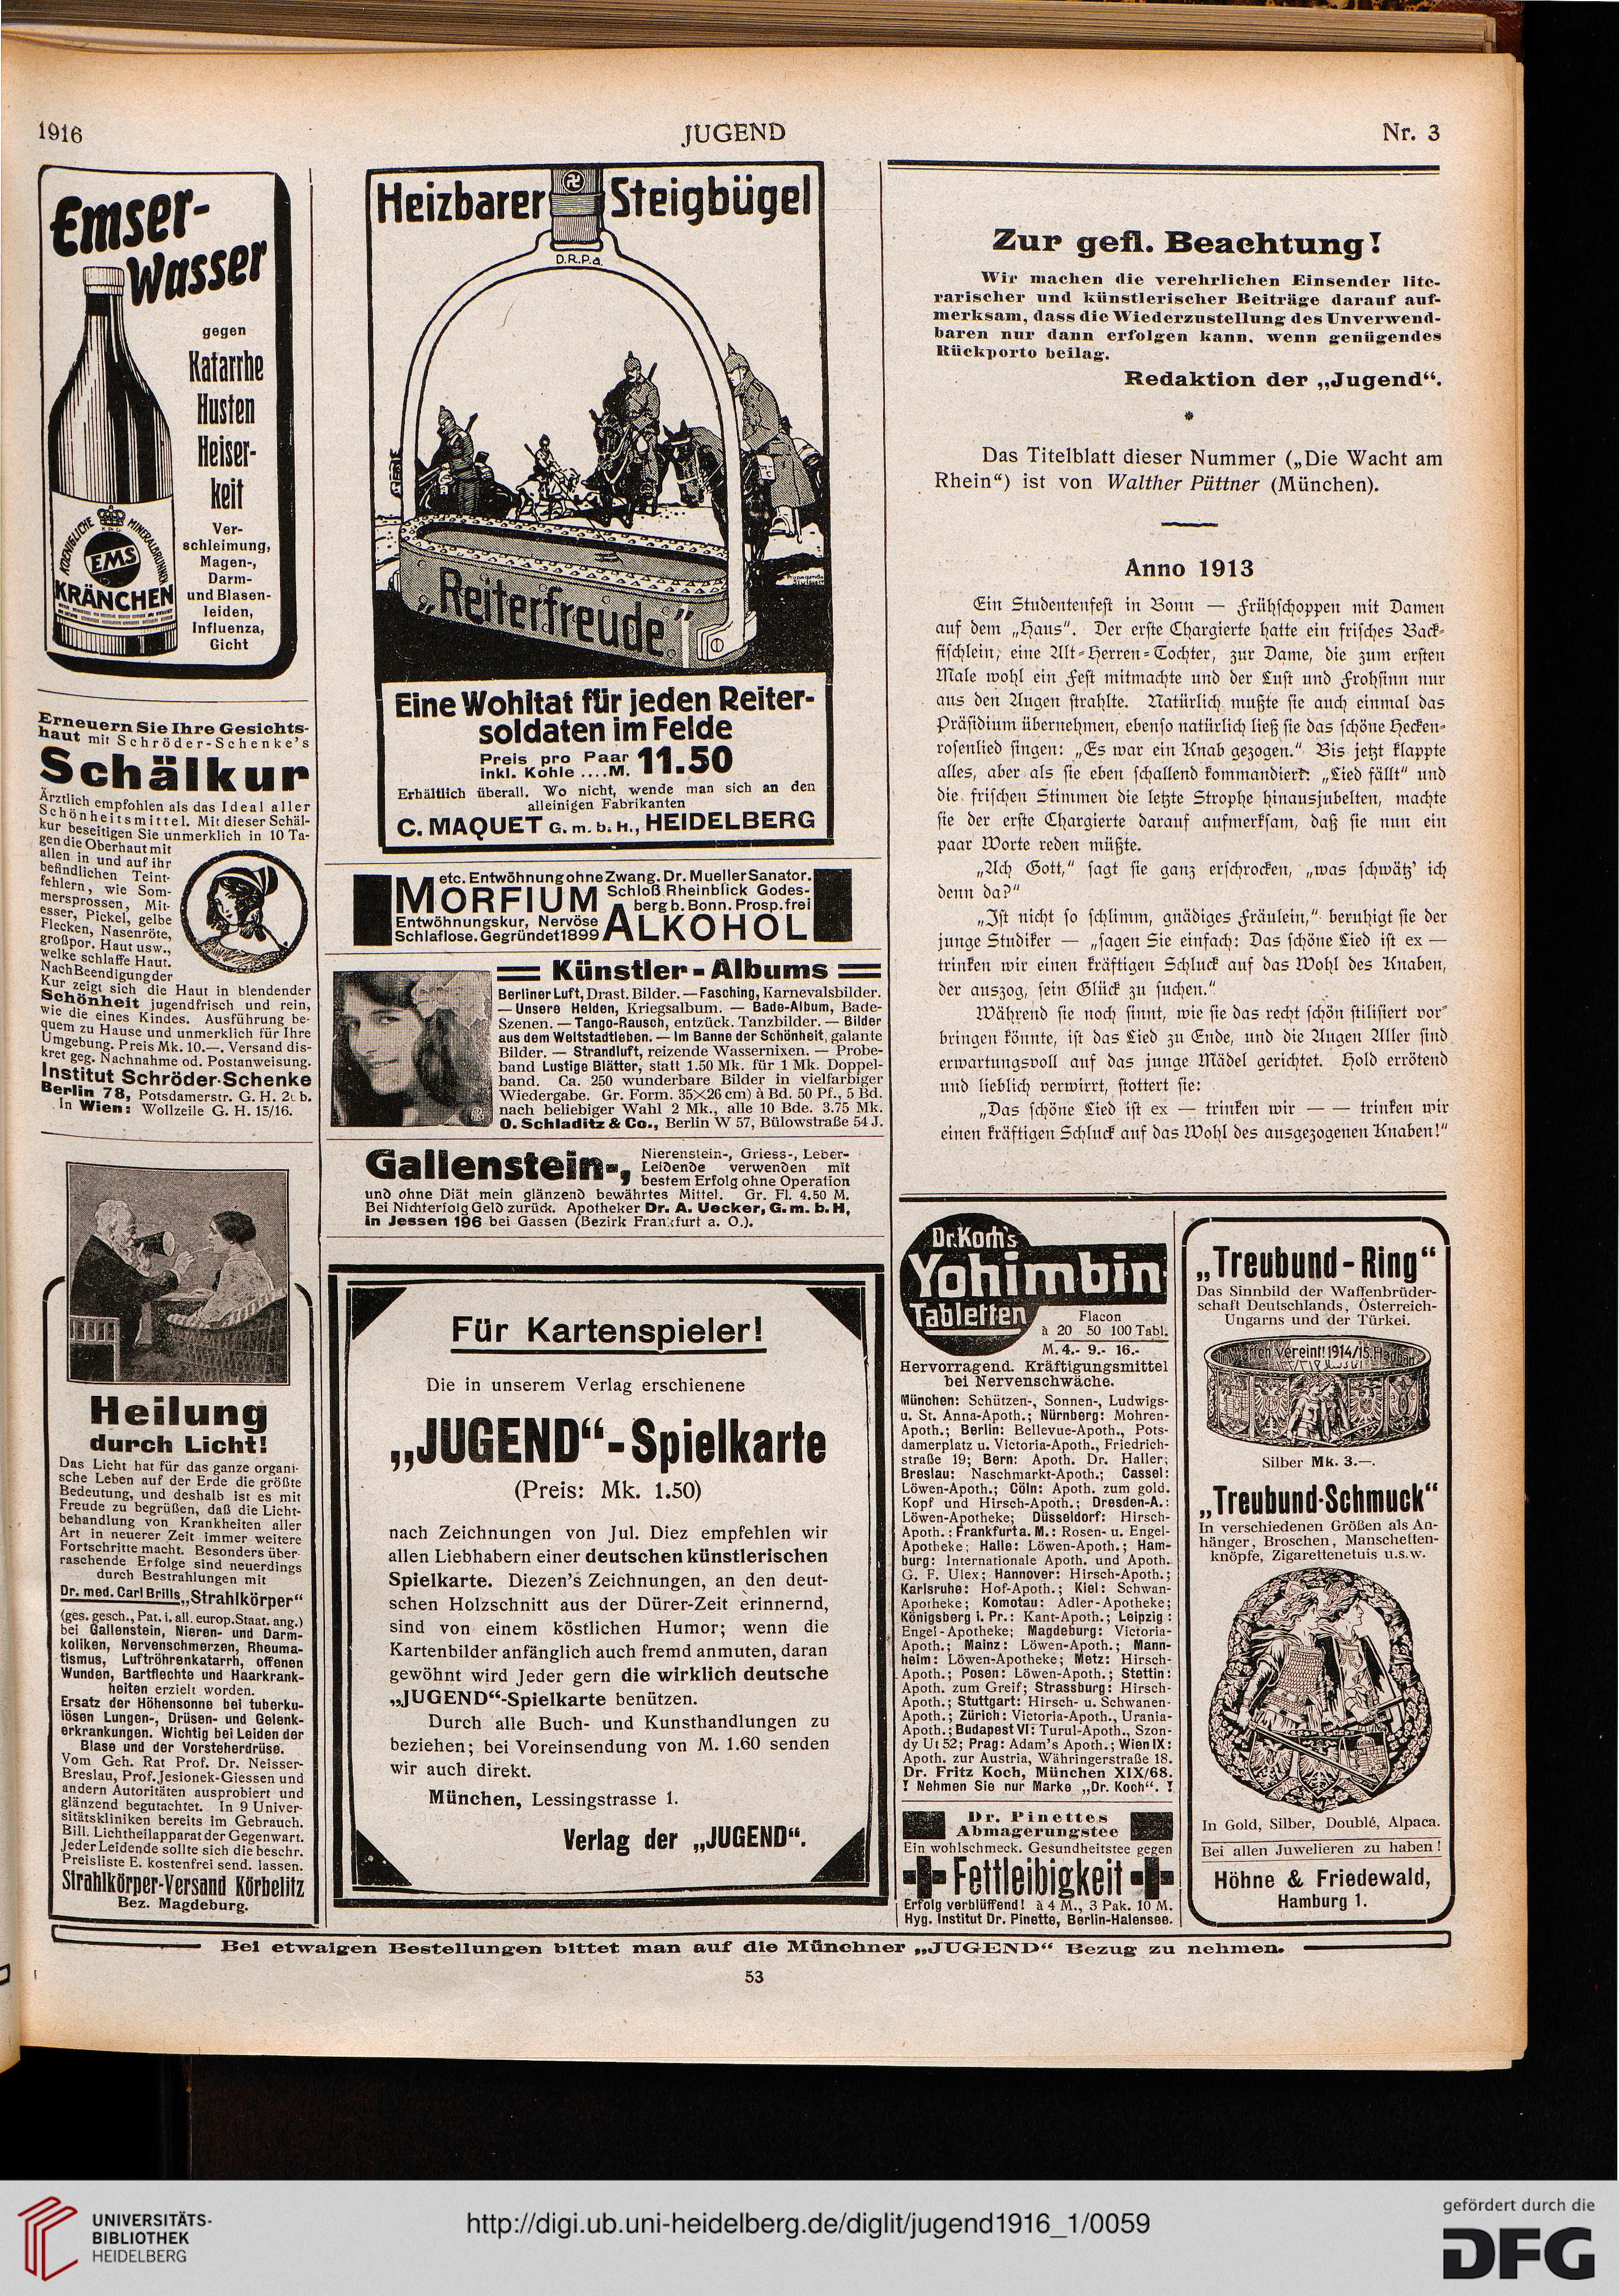 1916
JUGEND
Nr. 3
Emser-
Wasser
gegen
Katarrhe
Husten
Heiser-
keit
Ver-
schleimung,
Magen-,
Darm-
und Blasen-
leiden,
Influenza,
Gicht
KOENIGLICHE MINERALBRUNNEN
EMS
KRÄNCHEN
Erneuern Sie Ihre Gesichts-
haut mit Schröder-Schenke's
Schälkur
Ärztlich empfohlen als das Ideal aller
Schönheitsmittel. Mit dieser Schäl-
kur beseitigen Sie unmerklich in 10 Ta-
gen die Oberhaut mit
allen in und auf ihr
befindlichen Teint-
fehlern, wie Som-
mersprossen, Mit-
esser, Pickel, gelbe
Flecken, Nasenröte,
großpor. Haut usw.,
welke schlaffe Haut.
Nach Beendigung der
Kur zeigt sich die Haut in blendender
Schönheit jugendfrisch und rein,
wie die eines Kindes. Ausführung be-
quem zu Hause und unmerklich für Ihre
Umgebung. Preis Mk. 10.—. Versand dis-
kret geg. Nachnahme od. Postanweisung.
Institut Schröder-Schenke
Berlin 78, Potsdamerstr. G. H. 26 b.
In Wien: Wollzeile G. H. 15/16.
Heilung
durch Licht!
Das Licht hat für das ganze organi-
sche Leben auf der Erde die größte
Bedeutung, und deshalb ist es mit
Freude zu begrüßen, daß die Licht-
behandlung von Krankheiten aller
Art in neuerer Zeit immer weitere
Fortschritte macht. Besonders über-
raschende Erfolge sind neuerdings
durch Bestrahlungen mit
Dr. med. Carl Brills „Strahlkörper“
(ges. gesch., Pat. i. all. europ. Staat. ang.)
bei Gallenstein, Nieren- und Darm-
koliken, Nervenschmerzen, Rheuma-
tismus, Luftröhrenkatarrh, offenen
Wunden, Bartflechte und Haarkrank-
heiten erzielt worden.
Ersatz der Höhensonne bei tuberku-
lösen Lungen-, Drüsen- und Gelenk-
erkrankungen. Wichtig bei Leiden der
Blase und der Vorsteherdrüse.
Vom Geh. Rat Prof. Dr. Neisser-
Breslau, Prof. Jesionek-Giessen und
andern Autoritäten ausprobiert und
glänzend begutachtet. In 9 Univer-
sitätskliniken bereits im Gebrauch.
Bill. Lichtheilapparat der Gegenwart.
Jeder Leidende sollte sich die beschr.
Preisliste E. kostenfrei send. lassen.
Strahlkörper-Versand Körbelitz
Bez. Magdeburg.
Heizbarer Steigbügel
D.R.P.a.
„Reiterfreude“
Eine Wohltat für jeden Reiter-
soldaten im Felde
Preis pro Paar
inkl. Kohle .... M. 11.50
Erhältlich überall. Wo nicht, wende man sich an den
alleinigen Fabrikanten
C. MAQUET G. m. b. H., HEIDELBERG
MORFIUM etc. Entwöhnung ohne Zwang. Dr. Mueller Sanator.
Schloß Rheinblick Godes-
berg b. Bonn. Prosp. frei
Entwöhnungskur, Nervöse
Schlaflose. Gegründet 1899 ALKOHOL
Künstler-Albums
Berliner Luft, Drast. Bilder. — Fasching, Karnevalsbilder.
— Unsere Helden, Kriegsalbum. — Bade-Album, Bade-
Szenen. — Tango-Rausch, entzück. Tanzbilder. — Bilder
aus dem Weltstadtleben. — Im Banne der Schönheit, galante
Bilder. — Strandluft, reizende Wassernixen. — Probe-
band Lustige Blätter, statt 1.50 Mk. für 1 Mk. Doppel-
band. Ca. 250 wunderbare Bilder in vielfarbiger
Wiedergabe. Gr. Form. 35×26 cm) à Bd. 50 Pf., 5 Bd.
nach beliebiger Wahl 2 Mk., alle 10 Bde. 3.75 Mk.
O. Schladitz & Co., Berlin W 57, Bülowstraße 54 J.
Gallenstein-, Nierenstein-, Griess-, Leber-
Leidende verwenden mit
bestem Erfolg ohne Operation
und ohne Diät mein glänzend bewährtes Mittel. Gr. Fl. 4.50 M.
Bei Nichterfolg Geld zurück. Apotheker Dr. A. Uecker, G. m. b. H,
in Jessen 196 bei Gassen (Bezirk Frankfurt a. O.).
Für Kartenspieler!
Die in unserem Verlag erschienene
„JUGEND“-Spielkarte
(Preis: Mk. 1.50)
nach Zeichnungen von Jul. Diez empfehlen wir
allen Liebhabern einer deutschen künstlerischen
Spielkarte. Diezen's Zeichnungen, an den deut-
schen Holzschnitt aus der Dürer-Zeit erinnernd,
sind von einem köstlichen Humor; wenn die
Kartenbilder anfänglich auch fremd anmuten, daran
gewöhnt wird Jeder gern die wirklich deutsche
„JUGEND“-Spielkarte benützen.
Durch alle Buch- und Kunsthandlungen zu
beziehen; bei Voreinsendung von M. 1.60 senden
wir auch direkt.
München, Lessingstrasse 1.
Verlag der „JUGEND“.
Zur gefl. Beachtung!
Wir machen die verehrlichen Einsender lite-
rarischer und künstlerischer Beiträge darauf auf-
merksam, dass die Wiederzustellung des Unverwend-
baren nur dann erfolgen kann, wenn genügendes
Rückporto beilag.
Redaktion der „Jugend“.
*
Das Titelblatt dieser Nummer („Die Wacht am
Rhein“) ist von Walther Püttner (München).
Anno 1913
Ein Studentenfest in Bonn — Frühschoppen mit Damen
auf dem „Haus“. Der erste Chargierte hatte ein frisches Back-
fischlein, eine Alt-Herren-Tochter, zur Dame, die zum ersten
Male wohl ein Fest mitmachte und der Lust und Frohsinn nur
aus den Augen strahlte. Natürlich mußte sie auch einmal das
Präsidium übernehmen, ebenso natürlich ließ sie das schöne Hecken-
rosenlied singen: „Es war ein Knab gezogen.“ Bis jetzt klappte
alles, aber als sie eben schallend kommandiert: „Lied fällt“ und
die frischen Stimmen die letzte Strophe hinausjubelten, machte
sie der erste Chargierte darauf aufmerksam, daß sie nun ein
paar Worte reden müßte.
„Ach Gott,“ sagt sie ganz erschrocken, „was schwätz' ich
denn da?“
„Ist nicht so schlimm, gnädiges Fräulein,“ beruhigt sie der
junge Studiker — „sagen Sie einfach: Das schöne Lied ist ex —
trinken wir einen kräftigen Schluck auf das Wohl des Knaben,
der auszog, sein Glück zu suchen.“
Während sie noch sinnt, wie sie das recht schön stilisiert vor-
bringen könnte, ist das Lied zu Ende, und die Augen Aller sind
erwartungsvoll auf das junge Mädel gerichtet. Hold errötend
und lieblich verwirrt, stottert sie:
„Das schöne Lied ist ex — trinken wir — — trinken wir
einen kräftigen Schluck auf das Wohl des ausgezogenen Knaben!“
Dr. Koch's
Yohimbin
Tabletten
Flacon
à 20 50 100 Tabl.
M. 4.- 9.- 16.-
Hervorragend. Kräftigungsmittel
bei Nervenschwäche.
München: Schützen-, Sonnen-, Ludwigs-
u. St. Anna-Apoth.; Nürnberg: Mohren-
Apoth.; Berlin: Bellevue-Apoth., Pots-
damerplatz u. Victoria-Apoth., Friedrich-
straße 19; Bern: Apoth. Dr. Haller;
Breslau: Naschmarkt-Apoth.; Cassel:
Löwen-Apoth.; Cöln: Apoth. zum gold.
Kopf und Hirsch-Apoth.; Dresden-A.:
Löwen-Apotheke; Düsseldorf: Hirsch-
Apoth.; Frankfurt a. M.: Rosen- u. Engel-
Apotheke; Halle: Löwen-Apoth.; Ham-
burg: Internationale Apoth. und Apoth.
G. F. Ulex; Hannover: Hirsch-Apoth.;
Karlsruhe: Hof-Apoth.; Kiel: Schwan-
Apotheke; Komotau: Adler-Apotheke;
Königsberg i. Pr.: Kant-Apoth.; Leipzig:
Engel-Apotheke; Magdeburg: Victoria-
Apoth.; Mainz: Löwen-Apoth.; Mann-
heim: Löwen-Apotheke; Metz: Hirsch-
Apoth.; Posen: Löwen-Apoth.; Stettin:
Apoth. zum Greif; Strassburg: Hirsch-
Apoth.; Stuttgart: Hirsch- u. Schwanen-
Apoth.; Zürich: Victoria-Apoth., Urania-
Apoth.; Budapest VI: Turul-Apoth., Szon-
dy Ut 52; Prag: Adam's Apoth.; Wien IX:
Apoth. zur Austria, Währingerstraße 18.
Dr. Fritz Koch, München XIX/68.
! Nehmen Sie nur Marke „Dr. Koch“. !
Dr. Pinettes
Abmagerungstee
Ein wohlschmeck. Gesundheitstee gegen
Fettleibigkeit
Erfolg verblüffend! à 4 M., 3 Pak. 10 M.
Hyg. Institut Dr. Pinette, Berlin-Halensee.
„Treubund-Ring“
Das Sinnbild der Waffenbrüder-
schaft Deutschlands, Österreich-
Ungarns und der Türkei.
Waffen Vereint! 1914/15
Silber Mk. 3.—.
„Treubund-Schmuck“
In verschiedenen Größen als An-
hänger, Broschen, Manschetten-
knöpfe, Zigarettenetuis u.s.w.
In Gold, Silber, Doublé, Alpaca.
Bei allen Juwelieren zu haben!
Höhne & Friedewald,
Hamburg 1.
Bei etwaigen Bestellungen bittet man auf die Münchner „JUGEND“ Bezug zu nehmen.
53
UNIVERSITÄTS-
BIBLIOTHEK
HEIDELBERG
http://digi.ub.uni-heidelberg.de/diglit/jugend1916_1/0059
gefördert durch die
DFG